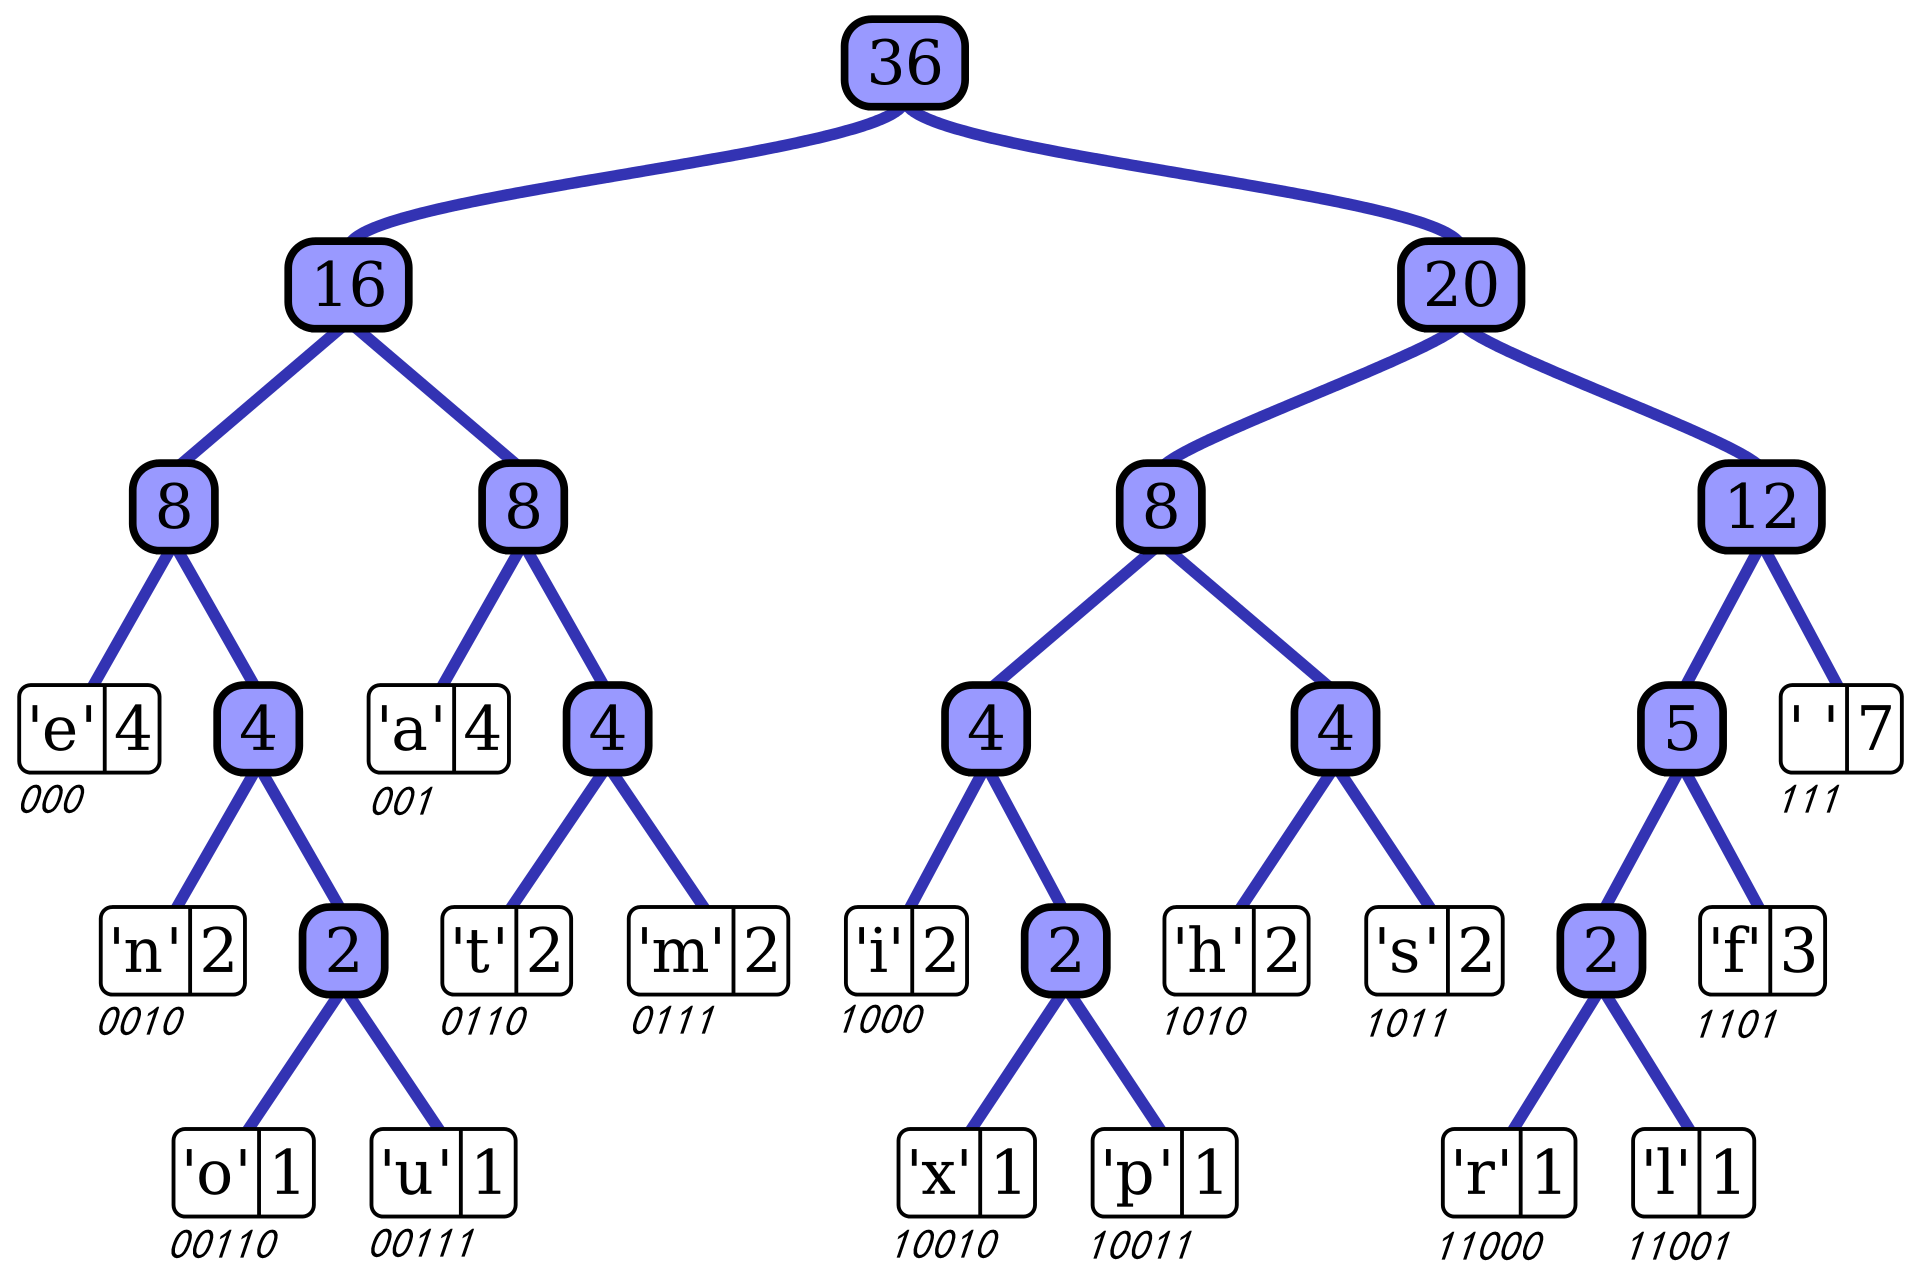 36
16 20
8 8 8 12
'e' 4 4 'a' 4 4 4 4 5 ' ' 7
000 001 111
'n' 2 2 't' 2 'm' 2 'i' 2 2 'h' 2 's' 2 2 'f' 3
0010 0110 0111 1000 1010 1011 1101
'o' 1 'u' 1 'x' 1 'p' 1 'r' 1 'l' 1
00110 00111 10010 10011 11000 11001